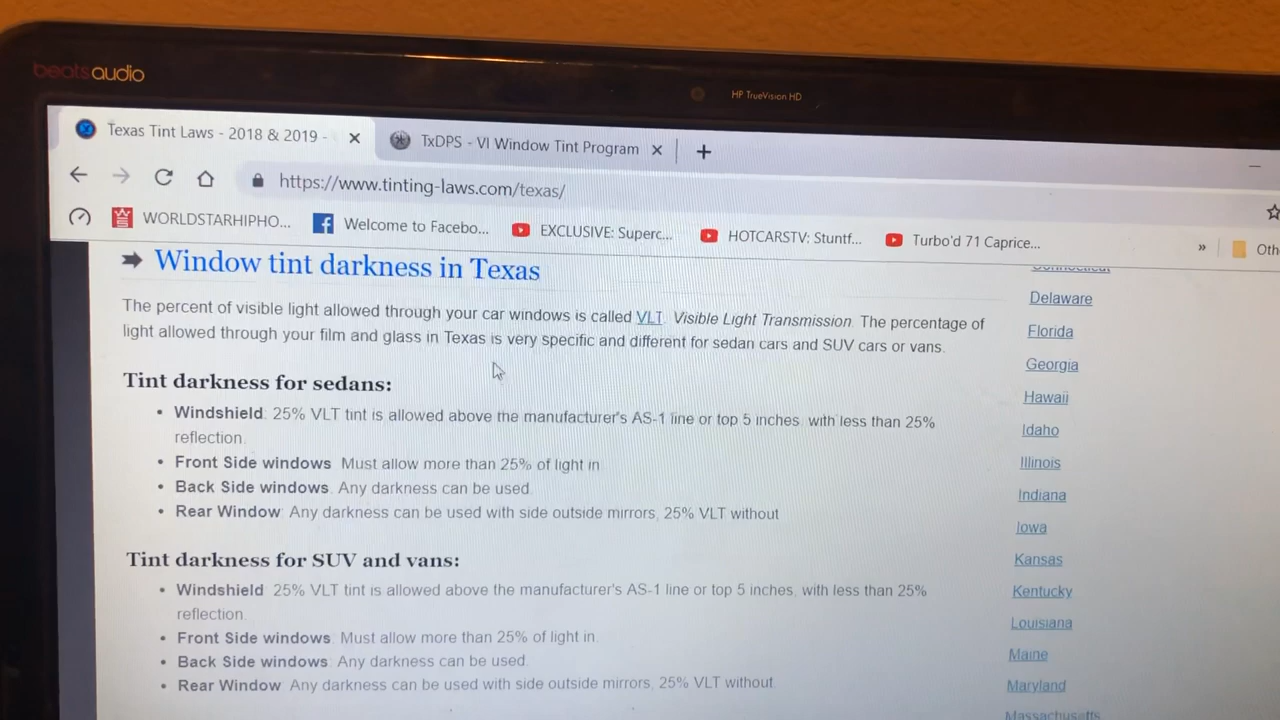 beatsaudio
HP TrueVision HD
Texas Tint Laws - 2018 & 2019 -
TxDPS - VI Window Tint Program
https://www.tinting-laws.com/texas/
WORLDSTARHIPHO...
Welcome to Facebo...
EXCLUSIVE: Superc...
HOTCARSTV: Stuntf...
Turbo'd 71 Caprice...
»
Oth
Window tint darkness in Texas
The percent of visible light allowed through your car windows is called VLT: Visible Light Transmission. The percentage of
light allowed through your film and glass in Texas is very specific and different for sedan cars and SUV cars or vans.
Tint darkness for sedans:
• Windshield: 25% VLT tint is allowed above the manufacturer's AS-1 line or top 5 inches, with less than 25%
reflection.
• Front Side windows: Must allow more than 25% of light in.
• Back Side windows: Any darkness can be used.
• Rear Window: Any darkness can be used with side outside mirrors, 25% VLT without
Tint darkness for SUV and vans:
• Windshield: 25% VLT tint is allowed above the manufacturer's AS-1 line or top 5 inches, with less than 25%
reflection.
• Front Side windows: Must allow more than 25% of light in.
• Back Side windows: Any darkness can be used.
• Rear Window: Any darkness can be used with side outside mirrors, 25% VLT without.
Connecticut
Delaware
Florida
Georgia
Hawaii
Idaho
Illinois
Indiana
Iowa
Kansas
Kentucky
Louisiana
Maine
Maryland
Massachusetts